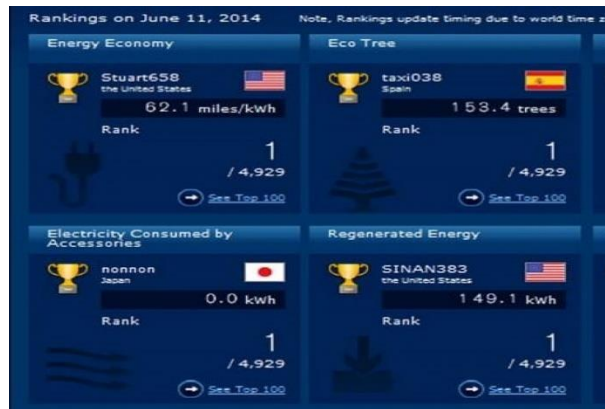 Rankings on June 11, 2014
Note, Rankings update timing due to world time
Energy Economy
Stuart658
the United States
62.1 miles/kWh
Rank
1
/ 4,929
See Top 100
Eco Tree
taxi038
Spain
153.4 trees
Rank
1
/ 4,929
See Top 100
Electricity Consumed by
Accessories
nonnon
Japan
0.0 kWh
Rank
1
/ 4,929
See Top 100
Regenerated Energy
SINAN383
the United States
149.1 kWh
Rank
1
/ 4,929
See Top 100